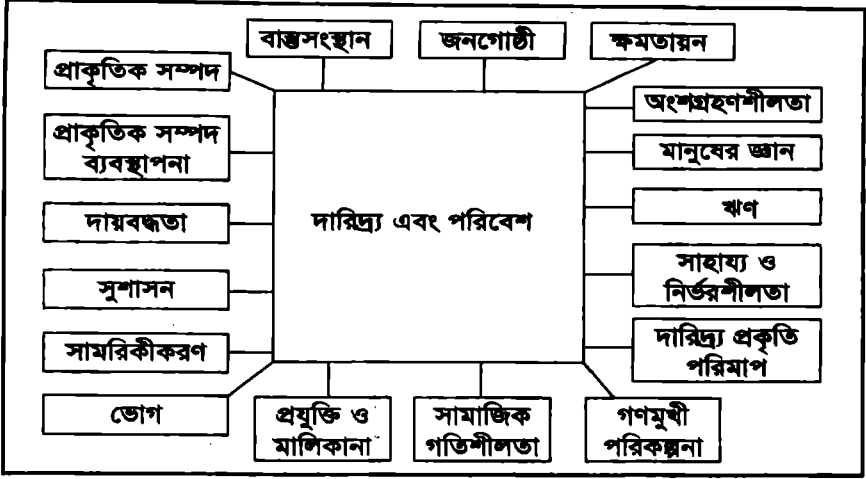 বাস্তুসংস্থান
জনগোষ্ঠী
ক্ষমতায়ন
প্রাকৃতিক সম্পদ
প্রাকৃতিক সম্পদ
ব্যবস্থাপনা
দায়বদ্ধতা
সুশাসন
সামরিকীকরণ
ভোগ
দারিদ্র্য এবং পরিবেশ
অংশগ্রহণশীলতা
মানুষের জ্ঞান
ঋণ
সাহায্য ও
নির্ভরশীলতা
দারিদ্র্য প্রকৃতি
পরিমাপ
প্রযুক্তি ও
মালিকানা
সামাজিক
গতিশীলতা
গণমুখী
পরিকল্পনা